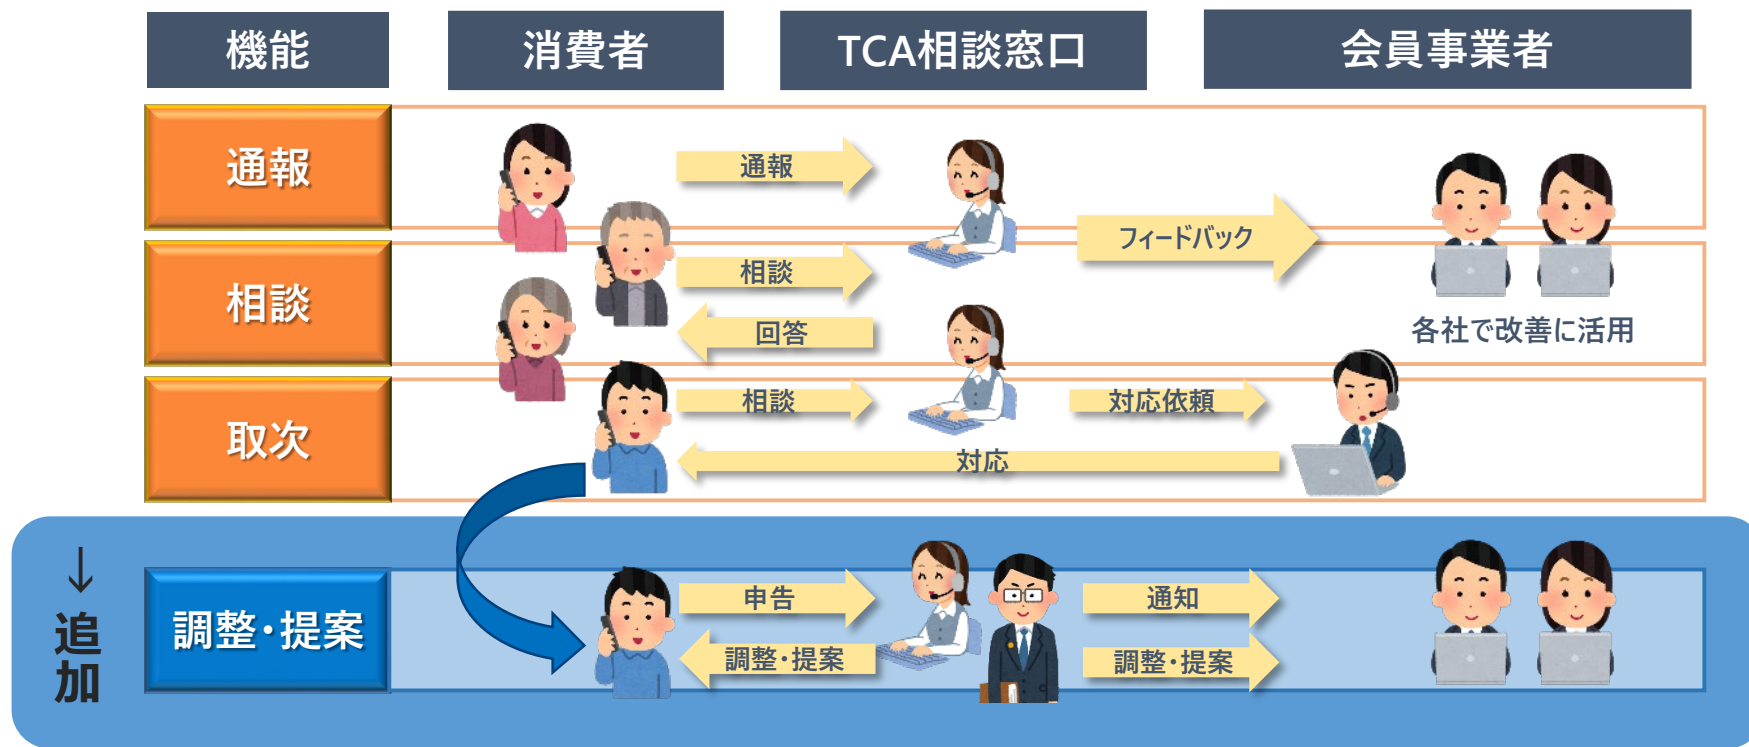 機能
消費者
TCA相談窓口
会員事業者
通報
通報
フィードバック
相談
相談
回答
各社で改善に活用
取次
相談
対応依頼
対応
↓追加
調整・提案
申告
通知
調整・提案
調整・提案